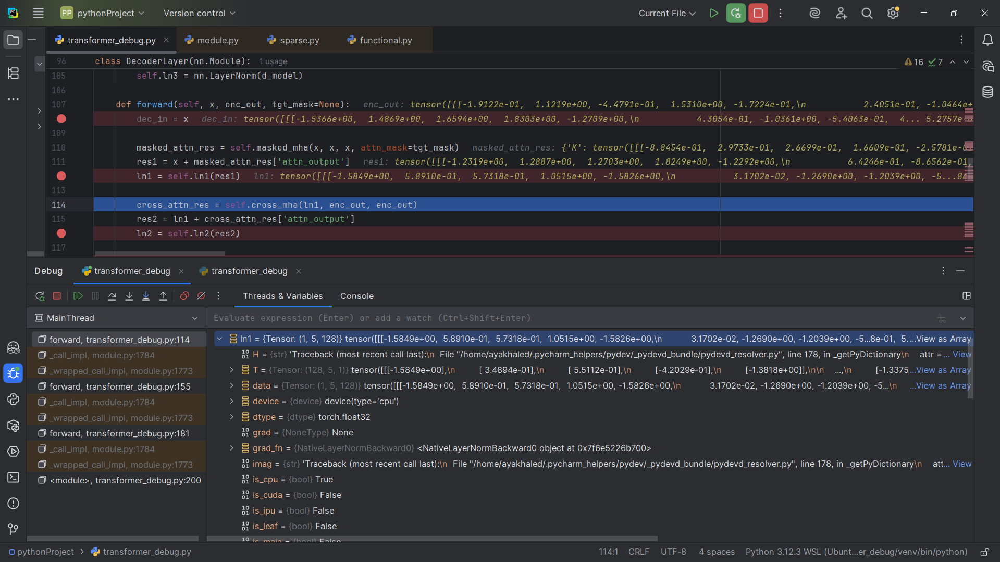 PP pythonProject Version control Current File
transformer_debug.py module.py sparse.py functional.py
96 class DecoderLayer(nn.Module): 1 usage 16 7
105 self.ln3 = nn.LayerNorm(d_model)
106
107 def forward(self, x, enc_out, tgt_mask=None): enc_out: tensor([[[-1.9122e-01, 1.1219e+00, -4.4791e-01, 1.5310e+00, -1.7224e-01,\n 2.4051e-01, -1.0464e+
dec_in = x dec_in: tensor([[[-1.5366e+00, 1.4869e+00, 1.6594e+00, 1.8303e+00, -1.2709e+00,\n 4.3054e-01, -1.0361e+00, -5.4063e-01, 4... 5.2757e-
109
110 masked_attn_res = self.masked_mha(x, x, x, attn_mask=tgt_mask) masked_attn_res: {'K': tensor([[[-8.8454e-01, 2.9733e-01, 2.6699e-01, 1.6609e-01, -2.5781e-
111 res1 = x + masked_attn_res['attn_output'] res1: tensor([[[-1.2319e+00, 1.2887e+00, 1.2703e+00, 1.8249e+00, -1.2292e+00,\n 6.4246e-01, -8.6562e-01,
ln1 = self.ln1(res1) ln1: tensor([[[-1.5849e+00, 5.8910e-01, 5.7318e-01, 1.0515e+00, -1.5826e+00,\n 3.1702e-02, -1.2690e+00, -1.2039e+00, -5...8e
113
114 cross_attn_res = self.cross_mha(ln1, enc_out, enc_out)
115 res2 = ln1 + cross_attn_res['attn_output']
ln2 = self.ln2(res2)
117
Debug transformer_debug transformer_debug
Threads & Variables Console
MainThread Evaluate expression (Enter) or add a watch (Ctrl+Shift+Enter)
forward, transformer_debug.py:114
_call_impl, module.py:1784
_wrapped_call_impl, module.py:1773
forward, transformer_debug.py:155
_call_impl, module.py:1784
_wrapped_call_impl, module.py:1773
forward, transformer_debug.py:181
_call_impl, module.py:1784
_wrapped_call_impl, module.py:1773
<module>, transformer_debug.py:200
ln1 = {Tensor: (1, 5, 128)} tensor([[[-1.5849e+00, 5.8910e-01, 5.7318e-01, 1.0515e+00, -1.5826e+00,\n 3.1702e-02, -1.2690e+00, -1.2039e+00, -5...8e-01, 5....View as Array
H = {str} 'Traceback (most recent call last):\n File "/home/ayakhaled/.pycharm_helpers/pydev/_pydevd_bundle/pydevd_resolver.py", line 178, in _getPyDictionary\n attr =... View
T = {Tensor: (128, 5, 1)} tensor([[[-1.5849e+00],\n [ 3.4894e-01],\n [ 5.5112e-01],\n [-4.2029e-01],\n [-1.3818e+00]],\n\n ...,\n [-1.3375 ...View as Array
data = {Tensor: (1, 5, 128)} tensor([[[-1.5849e+00, 5.8910e-01, 5.7318e-01, 1.0515e+00, -1.5826e+00,\n 3.1702e-02, -1.2690e+00, -1.2039e+00, -5...\n ...View as Array
device = {device} device(type='cpu')
dtype = {dtype} torch.float32
grad = {NoneType} None
grad_fn = {NativeLayerNormBackward0} <NativeLayerNormBackward0 object at 0x7f6e5226b700>
imag = {str} 'Traceback (most recent call last):\n File "/home/ayakhaled/.pycharm_helpers/pydev/_pydevd_bundle/pydevd_resolver.py", line 178, in _getPyDictionary\n att... View
is_cpu = {bool} True
is_cuda = {bool} False
is_ipu = {bool} False
is_leaf = {bool} False
is_maia = {bool} False
pythonProject transformer_debug.py 114:1 CRLF UTF-8 4 spaces Python 3.12.3 WSL (Ubunt...er_debug/venv/bin/python)